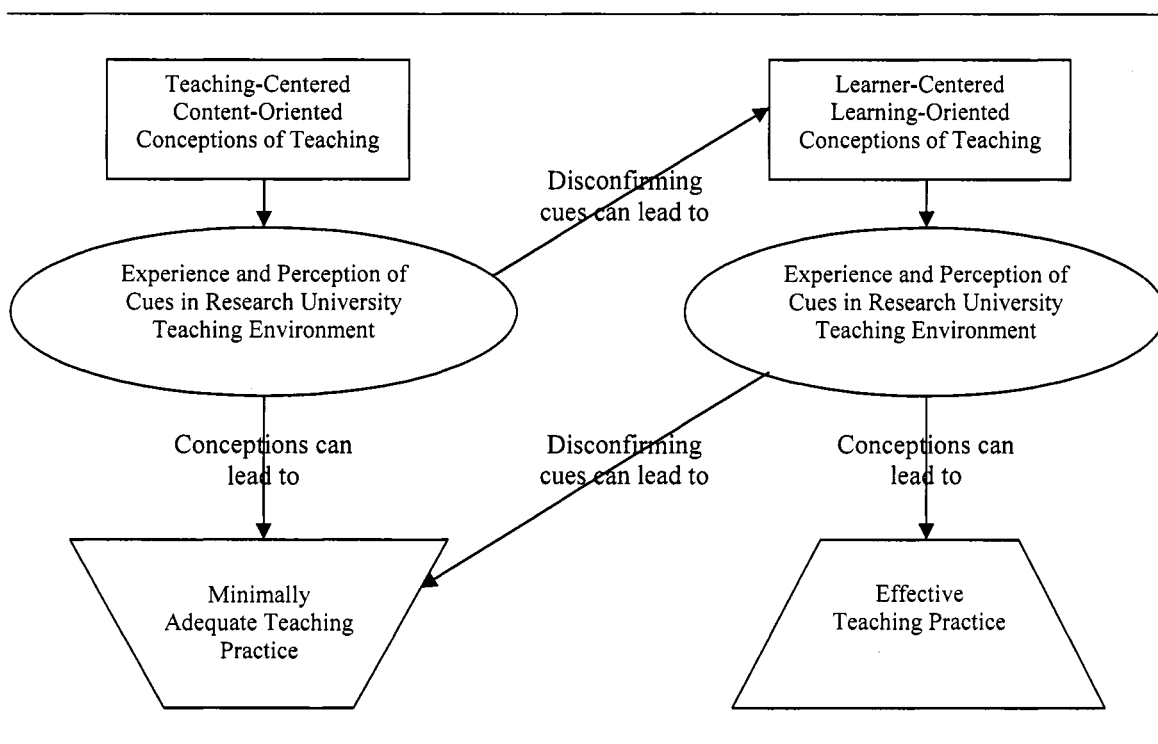 Teaching-Centered
Content-Oriented
Conceptions of Teaching
Learner-Centered
Learning-Oriented
Conceptions of Teaching
Disconfirming
cues can lead to
Experience and Perception of
Cues in Research University
Teaching Environment
Experience and Perception of
Cues in Research University
Teaching Environment
Conceptions can
lead to
Disconfirming
cues can lead to
Conceptions can
lead to
Minimally
Adequate Teaching
Practice
Effective
Teaching Practice